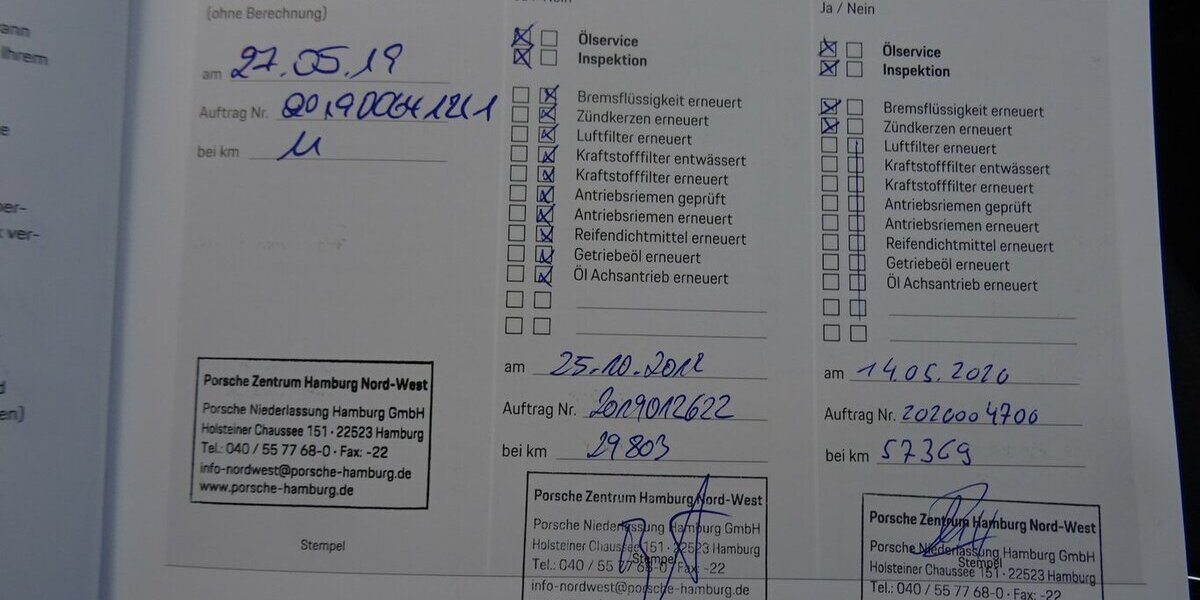 ann
Ihrem
e
ber-
ver-
en)
(ohne Berechnung)
am 27.05.19
Auftrag Nr.
bei km 11
Stempel
Porsche Zentrum Hamburg Nord-West
Porsche Niederlassung Hamburg GmbH
Holsteiner Chaussee 151 · 22523 Hamburg
Tel.: 040 / 55 77 68-0 · Fax: -22
info-nordwest@porsche-hamburg.de
www.porsche-hamburg.de
Ölservice
Inspektion
Bremsflüssigkeit erneuert
Zündkerzen erneuert
Luftfilter erneuert
Kraftstofffilter entwässert
Kraftstofffilter erneuert
Antriebsriemen geprüft
Antriebsriemen erneuert
Reifendichtmittel erneuert
Getriebeöl erneuert
Öl Achsantrieb erneuert
am
Auftrag Nr. 2019012622
bei km 29803
Porsche Zentrum Hamburg Nord-West
Porsche Niederlassung Hamburg GmbH
Holsteiner Chaussee 151 · 22523 Hamburg
Stempel
Tel.: 040 / 55 77 68-0 · Fax: -22
info-nordwest@porsche-hamburg.de
Ja / Nein
Ölservice
Inspektion
Bremsflüssigkeit erneuert
Zündkerzen erneuert
Luftfilter erneuert
Kraftstofffilter entwässert
Kraftstofffilter erneuert
Antriebsriemen geprüft
Antriebsriemen erneuert
Reifendichtmittel erneuert
Getriebeöl erneuert
Öl Achsantrieb erneuert
am 14.05.2020
Auftrag Nr. 2020004700
bei km 57369
Porsche Zentrum Hamburg Nord-West
Porsche Niederlassung Hamburg GmbH
Stempel
Holsteiner Chaussee 151 · 22523 Hamburg
Tel.: 040 / 55 77 68-0 · Fax: -22